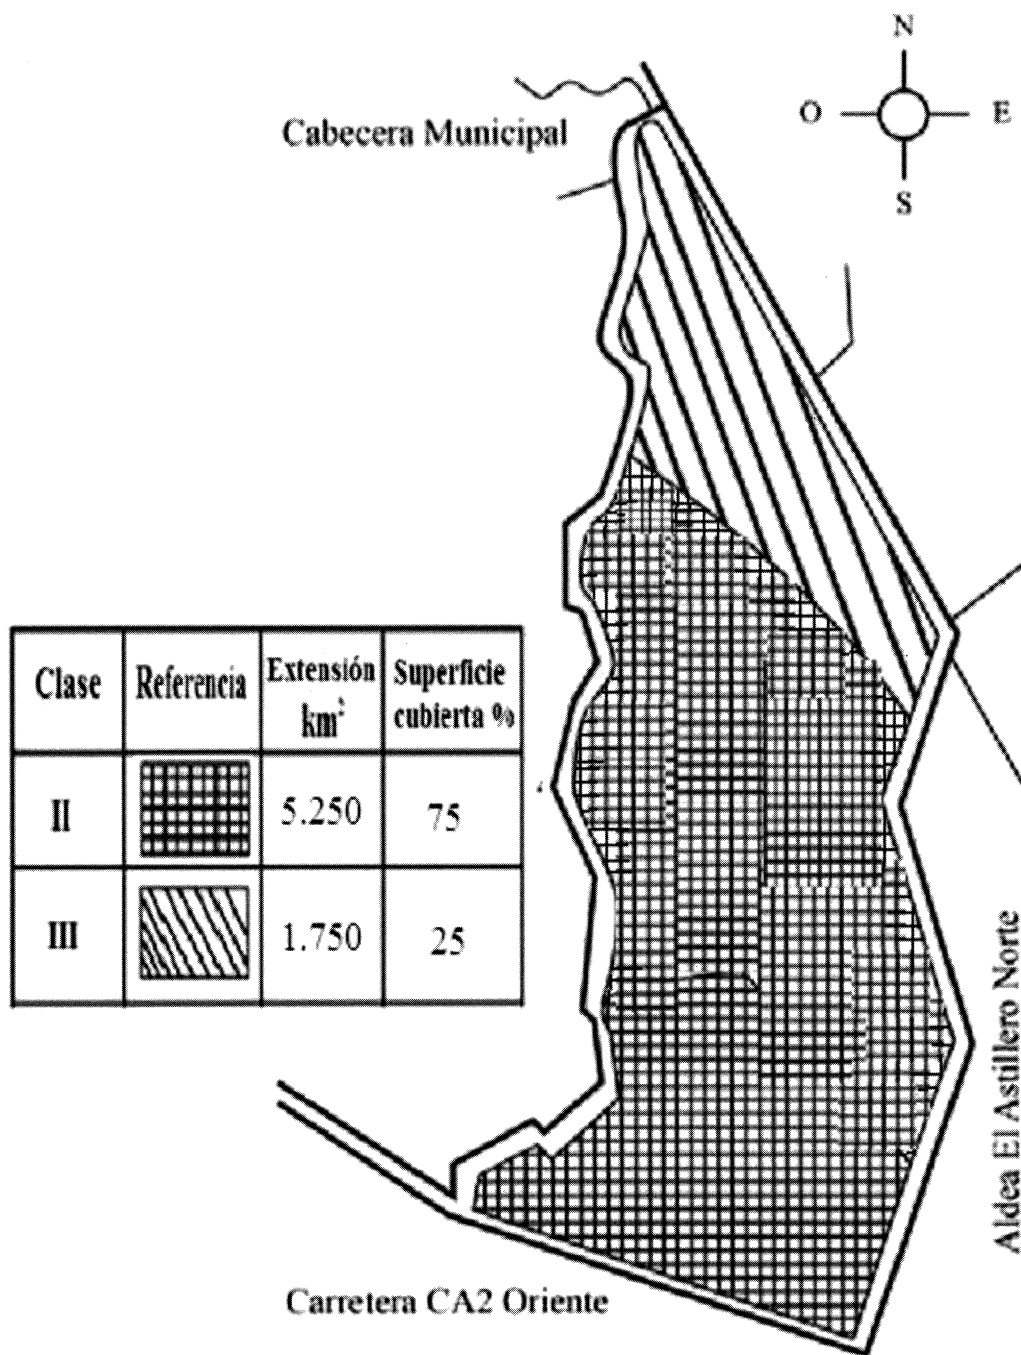 N
O
E
S
Cabecera Municipal
Clase Referencia Extensión km² Superficie cubierta %
II 5.250 75
III 1.750 25
Aldea El Astillero Norte
Carretera CA2 Oriente